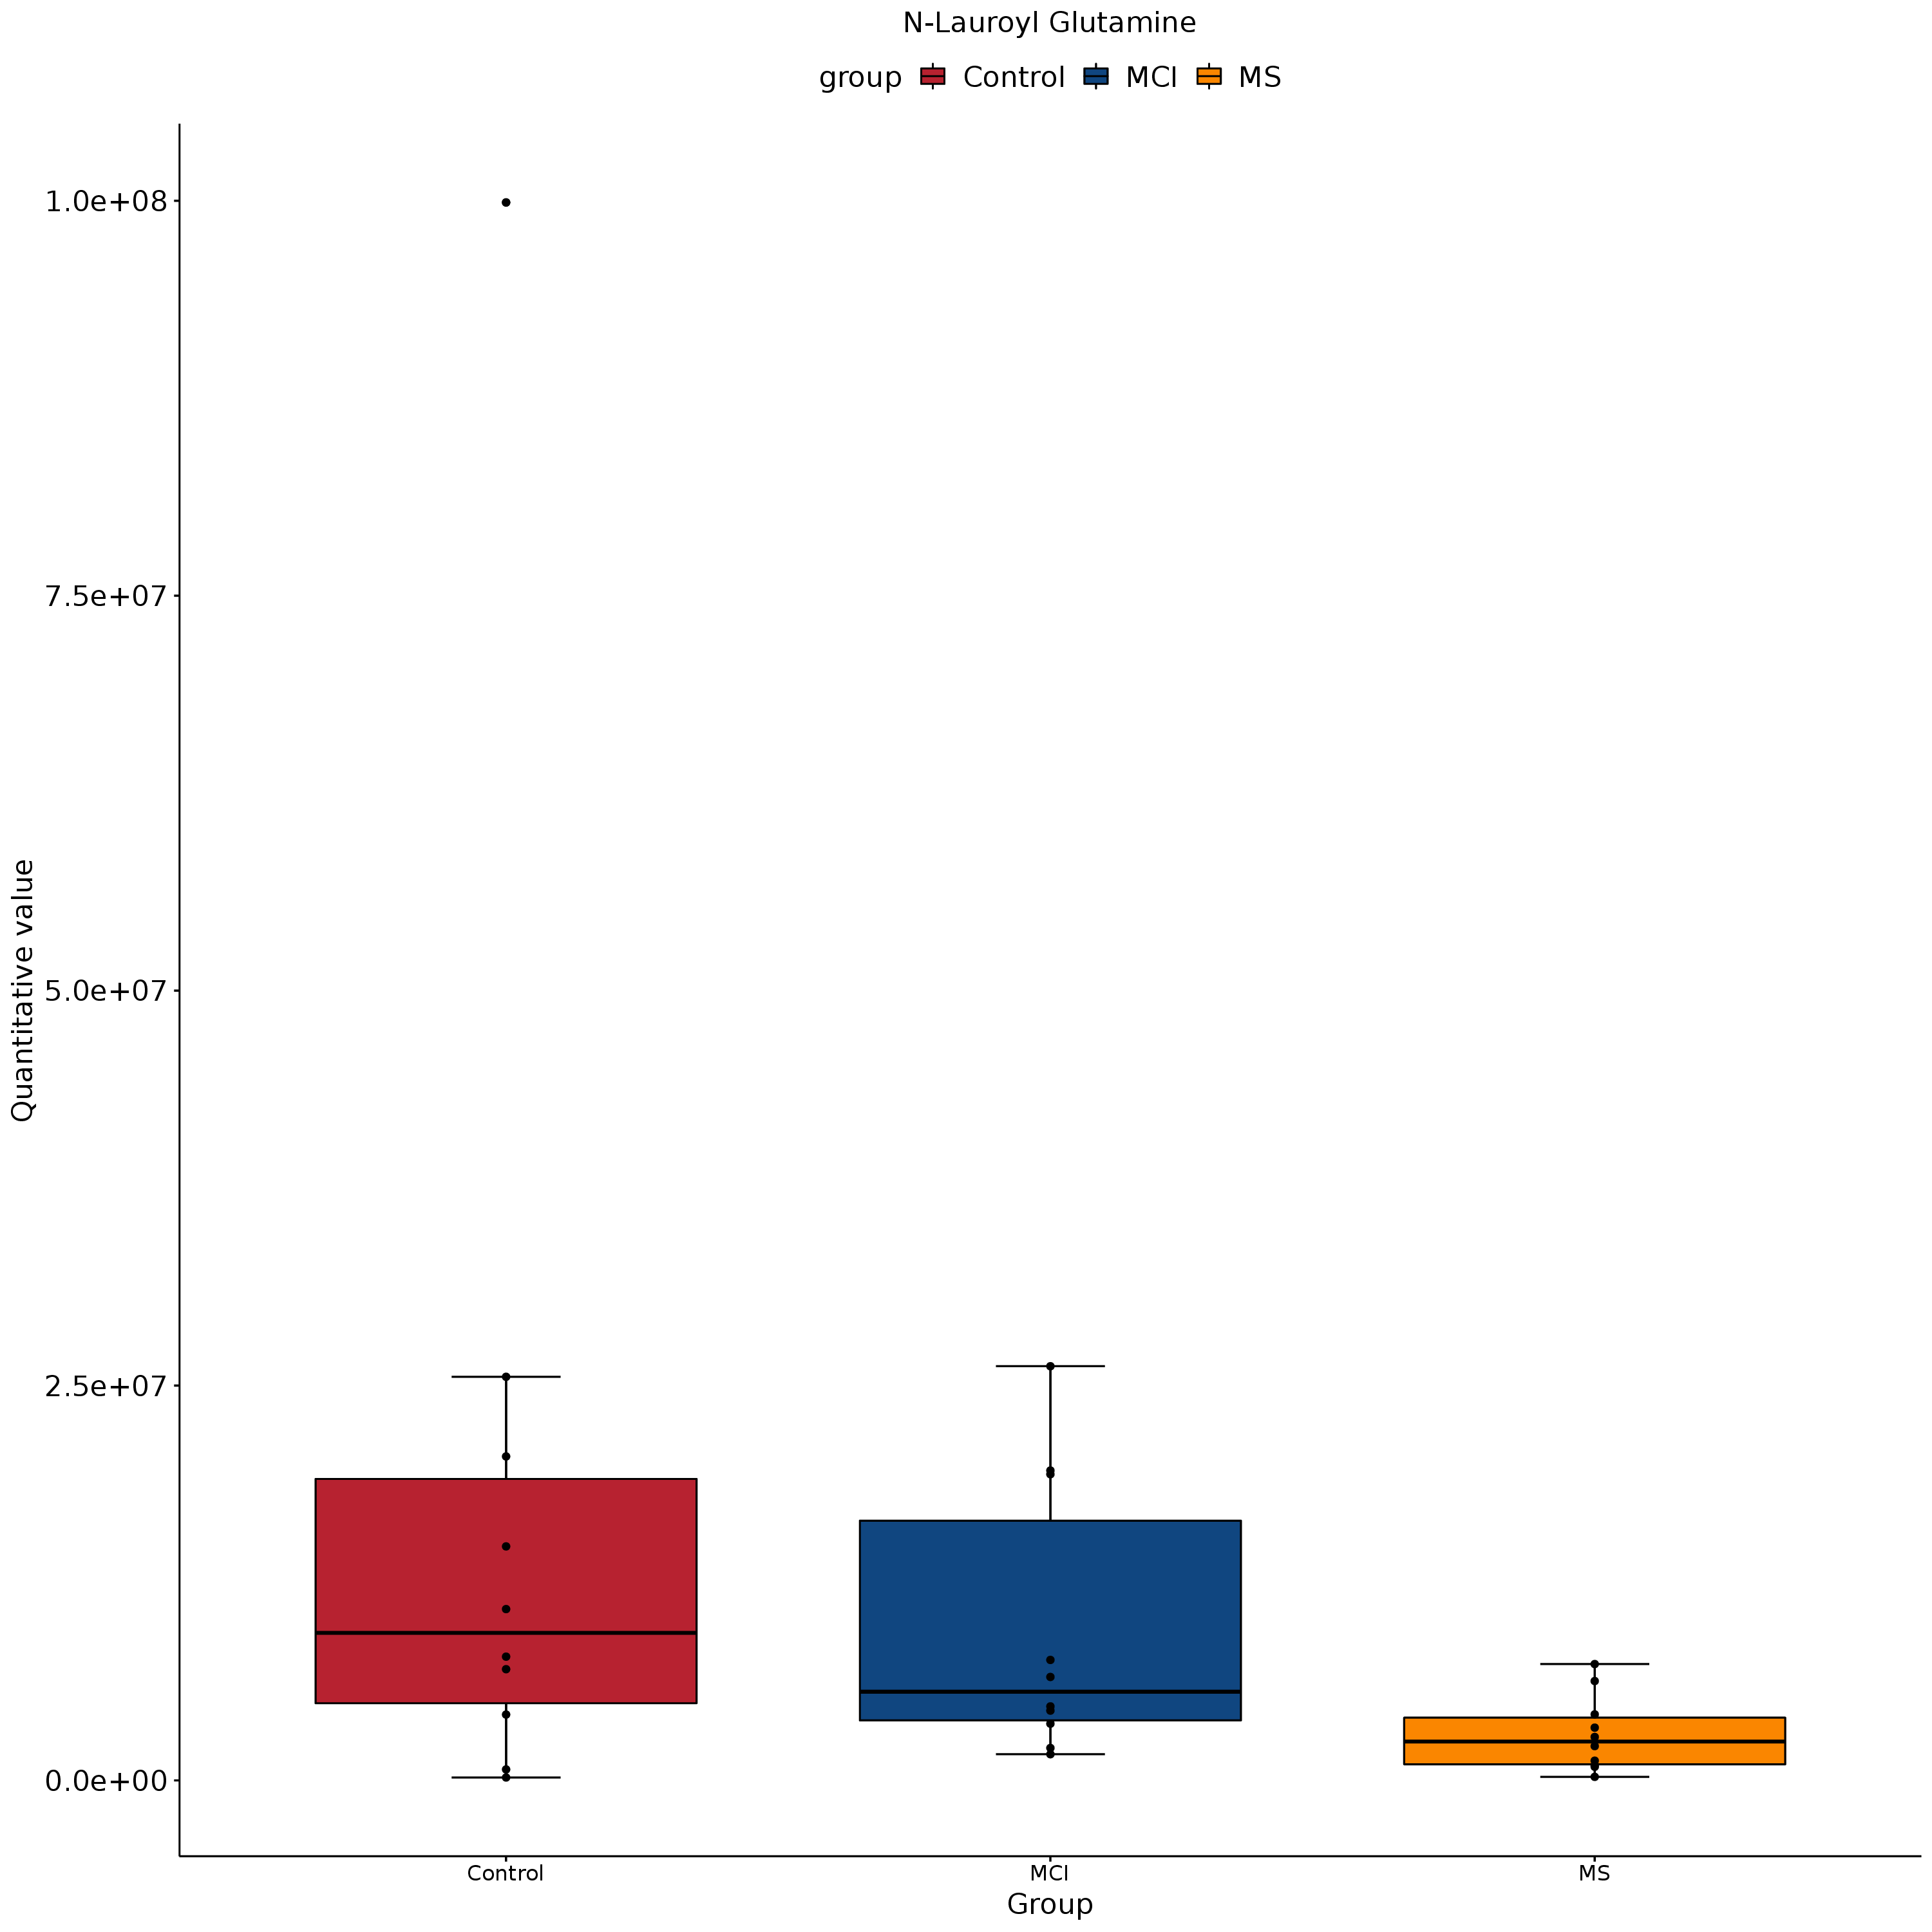 N-Lauroyl Glutamine
group Control MCI MS
1.0e+08
7.5e+07
5.0e+07
2.5e+07
0.0e+00
Quantitative value
Control MCI MS
Group